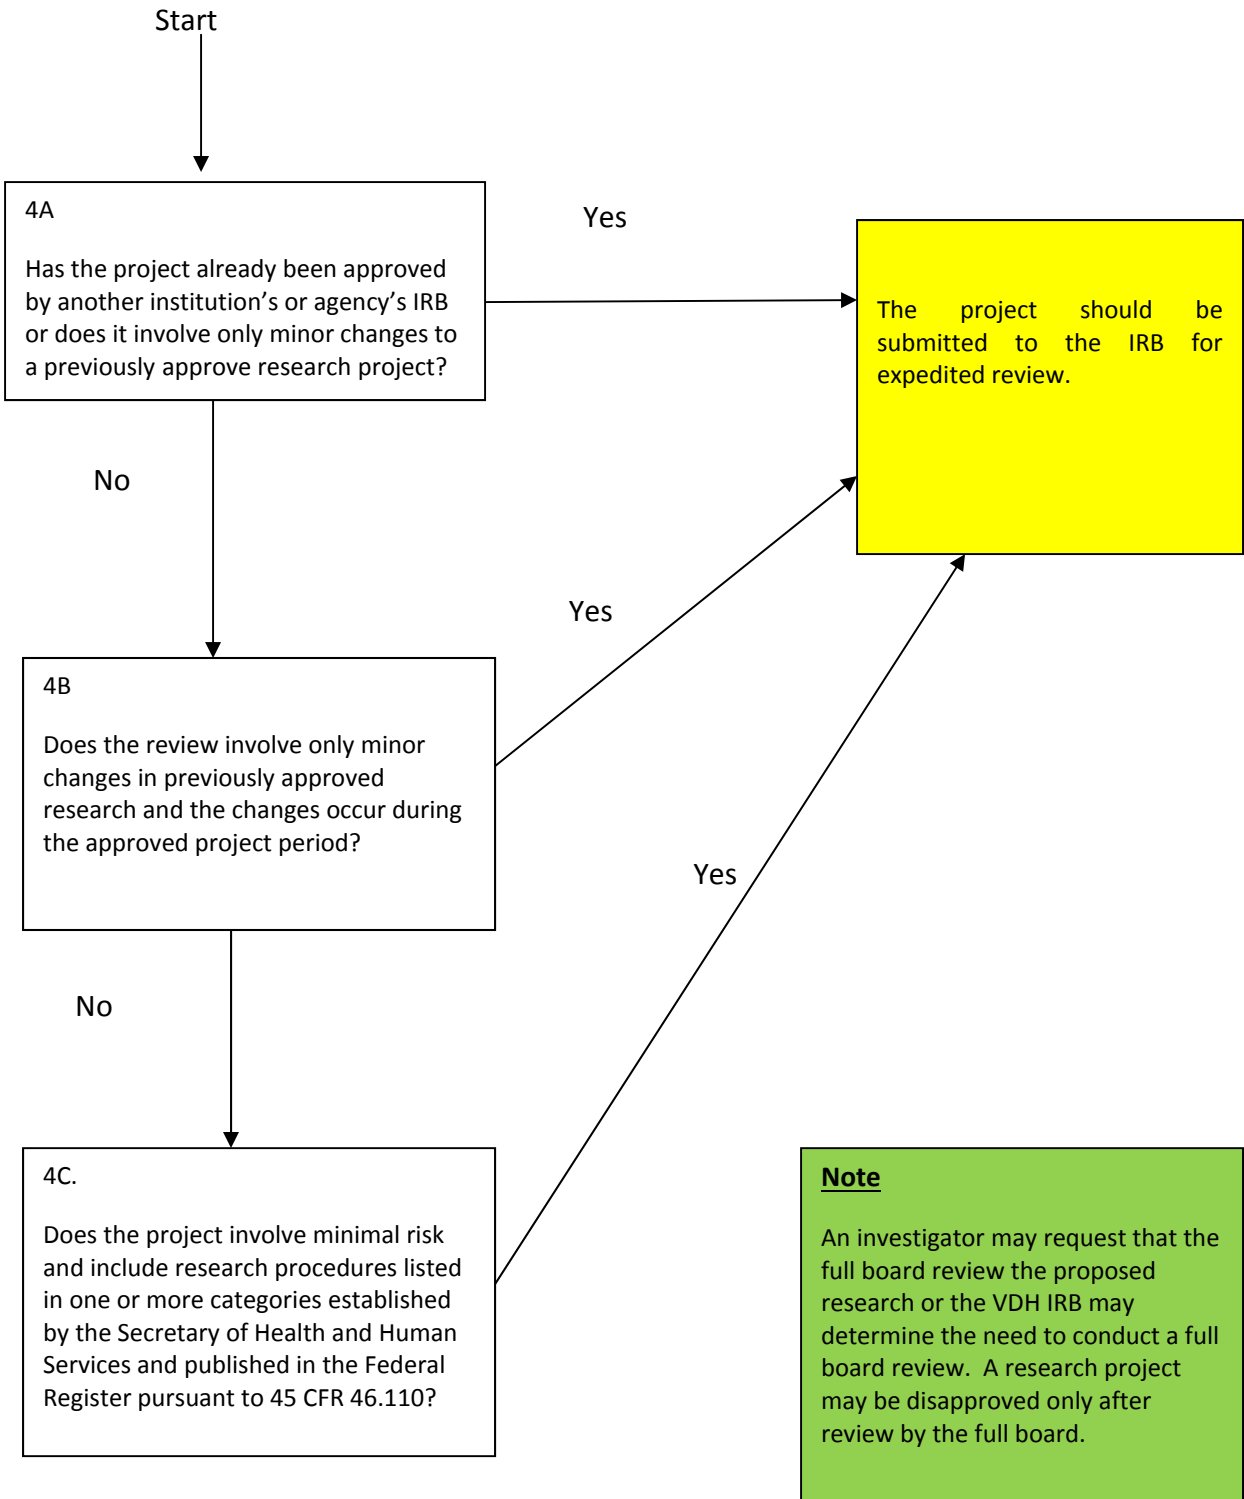 Start
4A
Has the project already been approved
by another institution’s or agency’s IRB
or does it involve only minor changes to
a previously approve research project?
Yes
The project should be
submitted to the IRB for
expedited review.
No
4B
Does the review involve only minor
changes in previously approved
research and the changes occur during
the approved project period?
Yes
No
4C.
Does the project involve minimal risk
and include research procedures listed
in one or more categories established
by the Secretary of Health and Human
Services and published in the Federal
Register pursuant to 45 CFR 46.110?
Yes
Note
An investigator may request that the
full board review the proposed
research or the VDH IRB may
determine the need to conduct a full
board review.  A research project
may be disapproved only after
review by the full board.